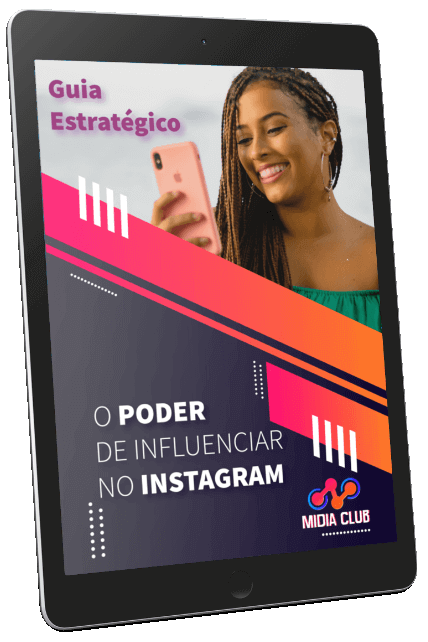 Guia
Estratégico
O PODER
DE INFLUENCIAR
NO INSTAGRAM
MIDIA CLUB